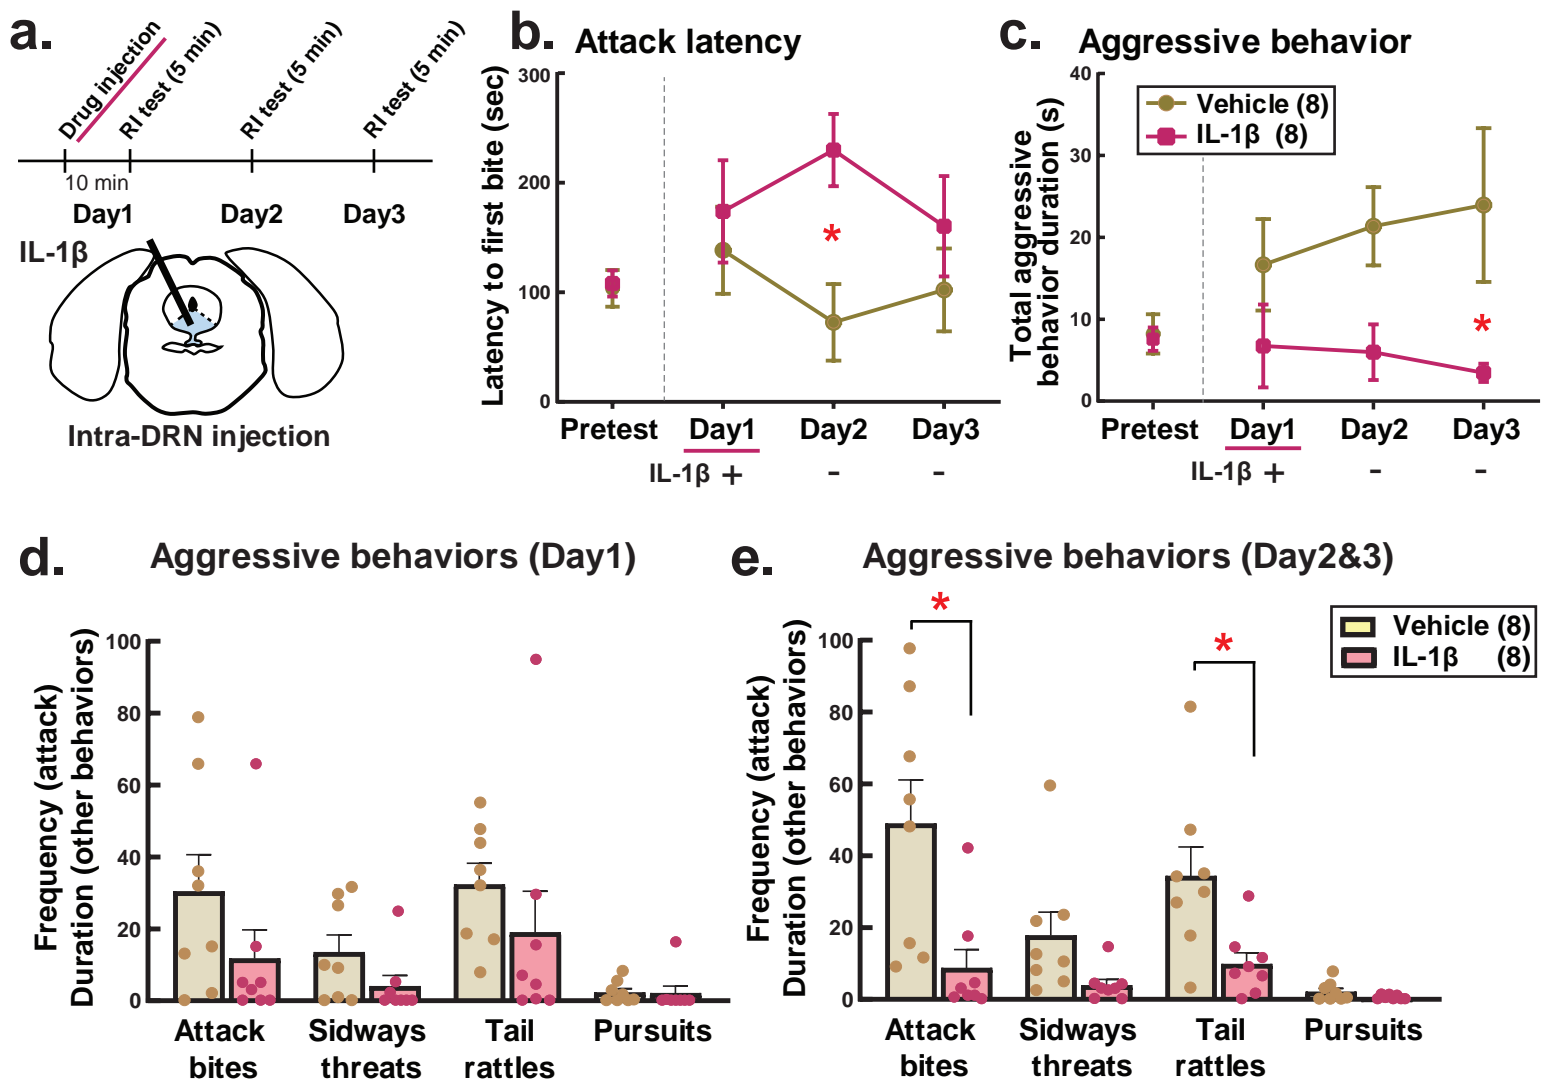 a.
Drug injection
RI test (5 min)
RI test (5 min)
RI test (5 min)
10 min
Day1
Day2
Day3
IL-1β
Intra-DRN injection
b.
Attack latency
Latency to first bite (sec)
300
200
100
0
*
Pretest
Day1
Day2
Day3
IL-1β + - -
c.
Aggressive behavior
Total aggressive
behavior duration (s)
40
30
20
10
0
Vehicle (8)
IL-1β (8)
*
Pretest
Day1
Day2
Day3
IL-1β + - -
d.
Aggressive behaviors (Day1)
Frequency (attack)
Duration (other behaviors)
100
80
60
40
20
0
Attack
bites
Sidways
threats
Tail
rattles
Pursuits
e.
Aggressive behaviors (Day2&3)
Frequency (attack)
Duration (other behaviors)
100
80
60
40
20
0
*
*
Vehicle (8)
IL-1β (8)
Attack
bites
Sidways
threats
Tail
rattles
Pursuits